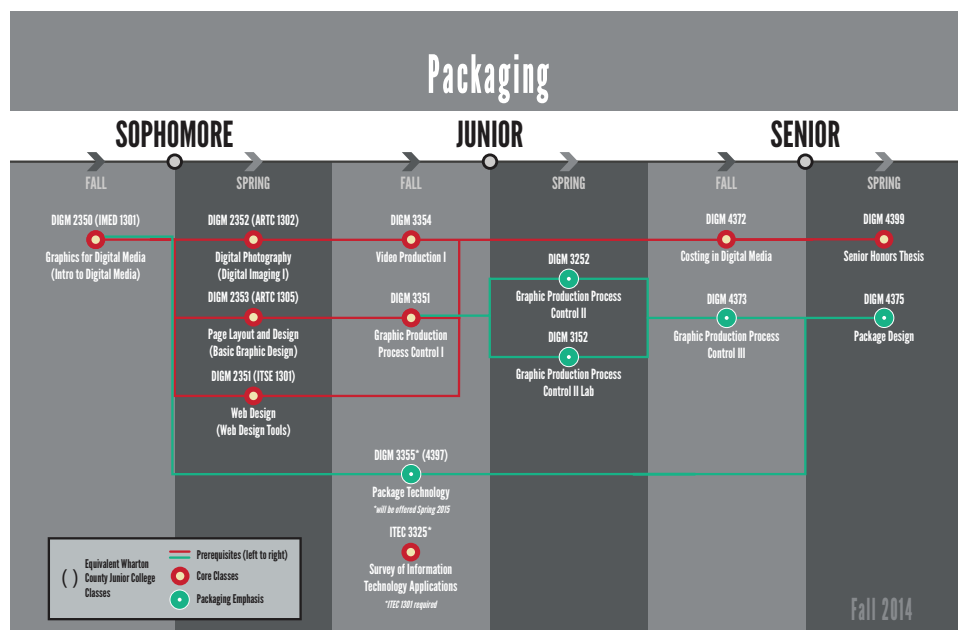 Packaging
SOPHOMORE
JUNIOR
SENIOR
FALL
SPRING
FALL
SPRING
FALL
SPRING
DIGM 2350 (IMED 1301)
Graphics for Digital Media
(Intro to Digital Media)
DIGM 2352 (ARTC 1302)
Digital Photography
(Digital Imaging I)
DIGM 2353 (ARTC 1305)
Page Layout and Design
(Basic Graphic Design)
DIGM 2351 (ITSE 1301)
Web Design
(Web Design Tools)
DIGM 3354
Video Production I
DIGM 3351
Graphic Production
Process Control I
DIGM 3355* (4397)
Package Technology
*will be offered Spring 2015
ITEC 3325*
Survey of Information
Technology Applications
*ITEC 1301 required
DIGM 3252
Graphic Production Process
Control II
DIGM 3152
Graphic Production Process
Control II Lab
DIGM 4372
Costing in Digital Media
DIGM 4373
Graphic Production Process
Control III
DIGM 4399
Senior Honors Thesis
DIGM 4375
Package Design
( )
Equivalent Wharton
County Junior College
Classes
Prerequisites (left to right)
Core Classes
Packaging Emphasis
Fall 2014